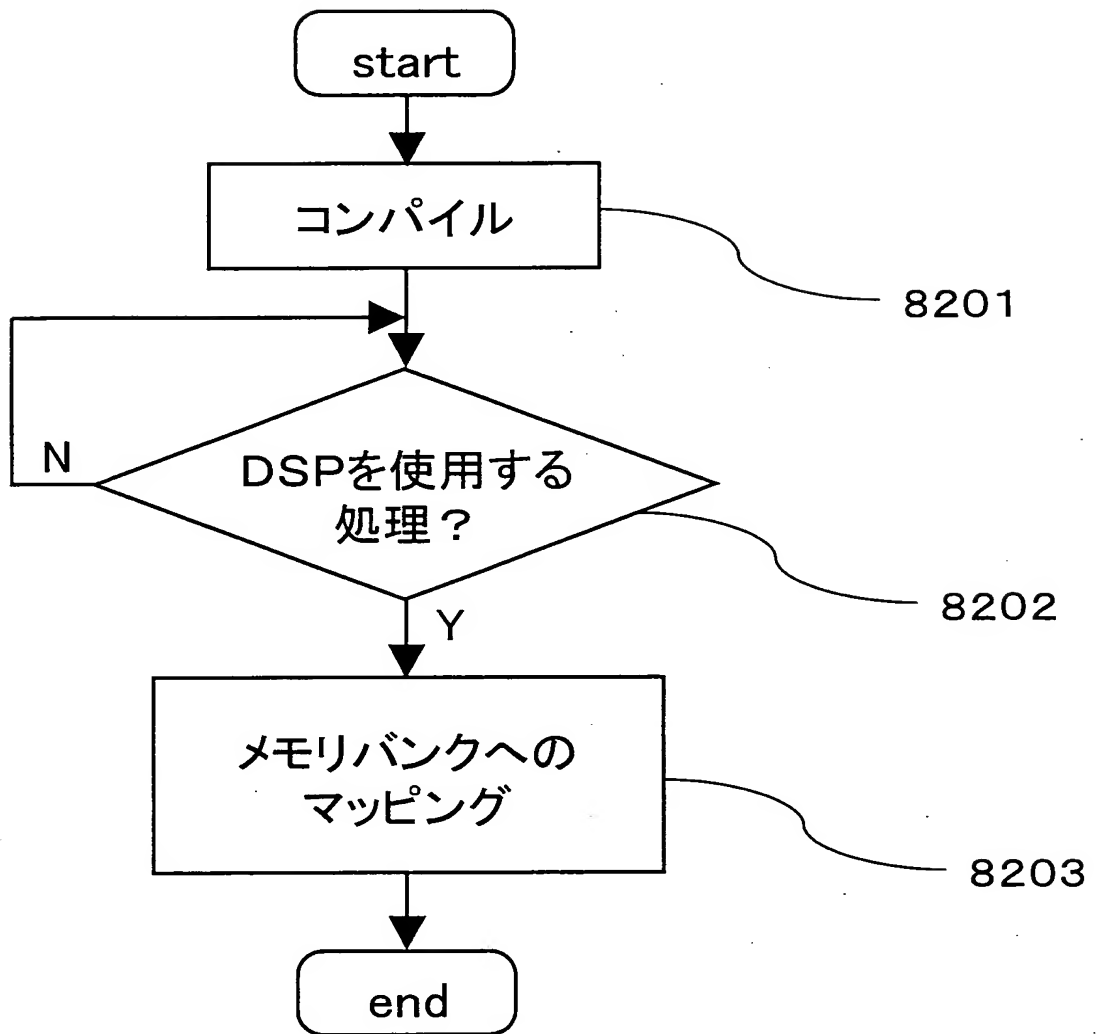 start
コンパイル
8201
N
DSPを使用する
処理？
8202
Y
メモリバンクへの
マッピング
8203
end